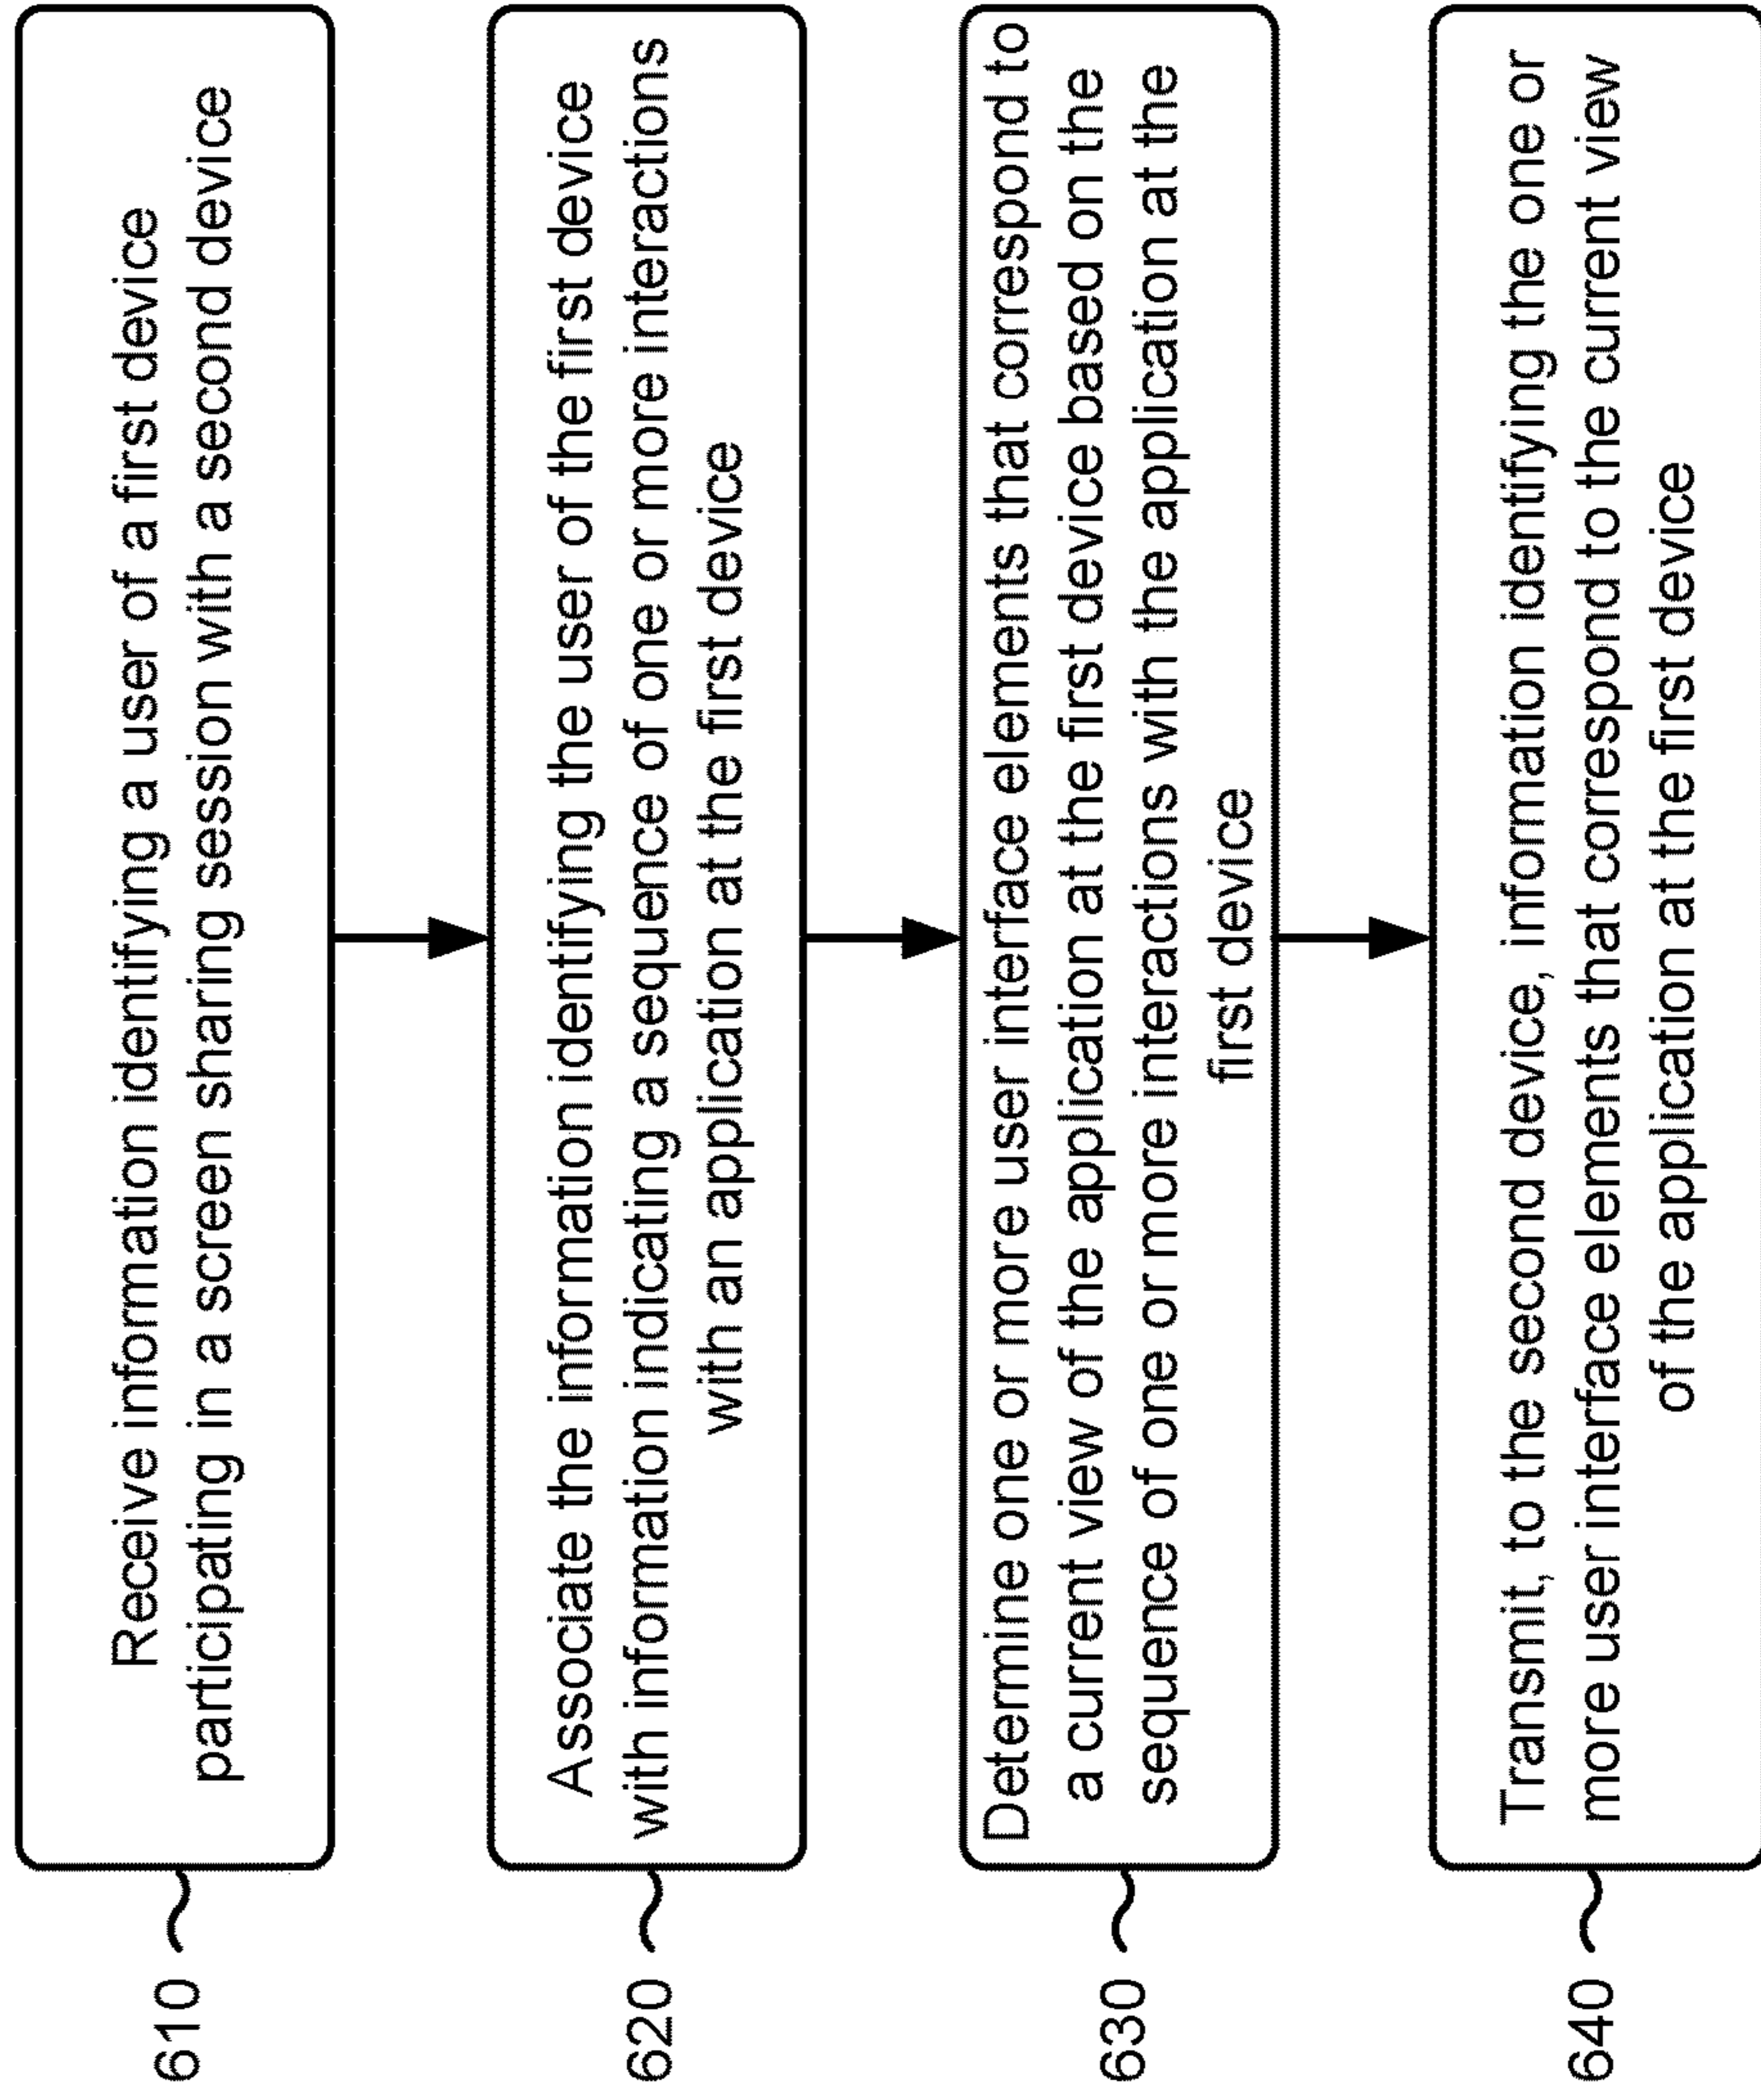 610
Receive information identifying a user of a first device
participating in a screen sharing session with a second device
620
Associate the information identifying the user of the first device
with information indicating a sequence of one or more interactions
with an application at the first device
630
Determine one or more user interface elements that correspond to
a current view of the application at the first device based on the
sequence of one or more interactions with the application at the
first device
640
Transmit, to the second device, information identifying the one or
more user interface elements that correspond to the current view
of the application at the first device